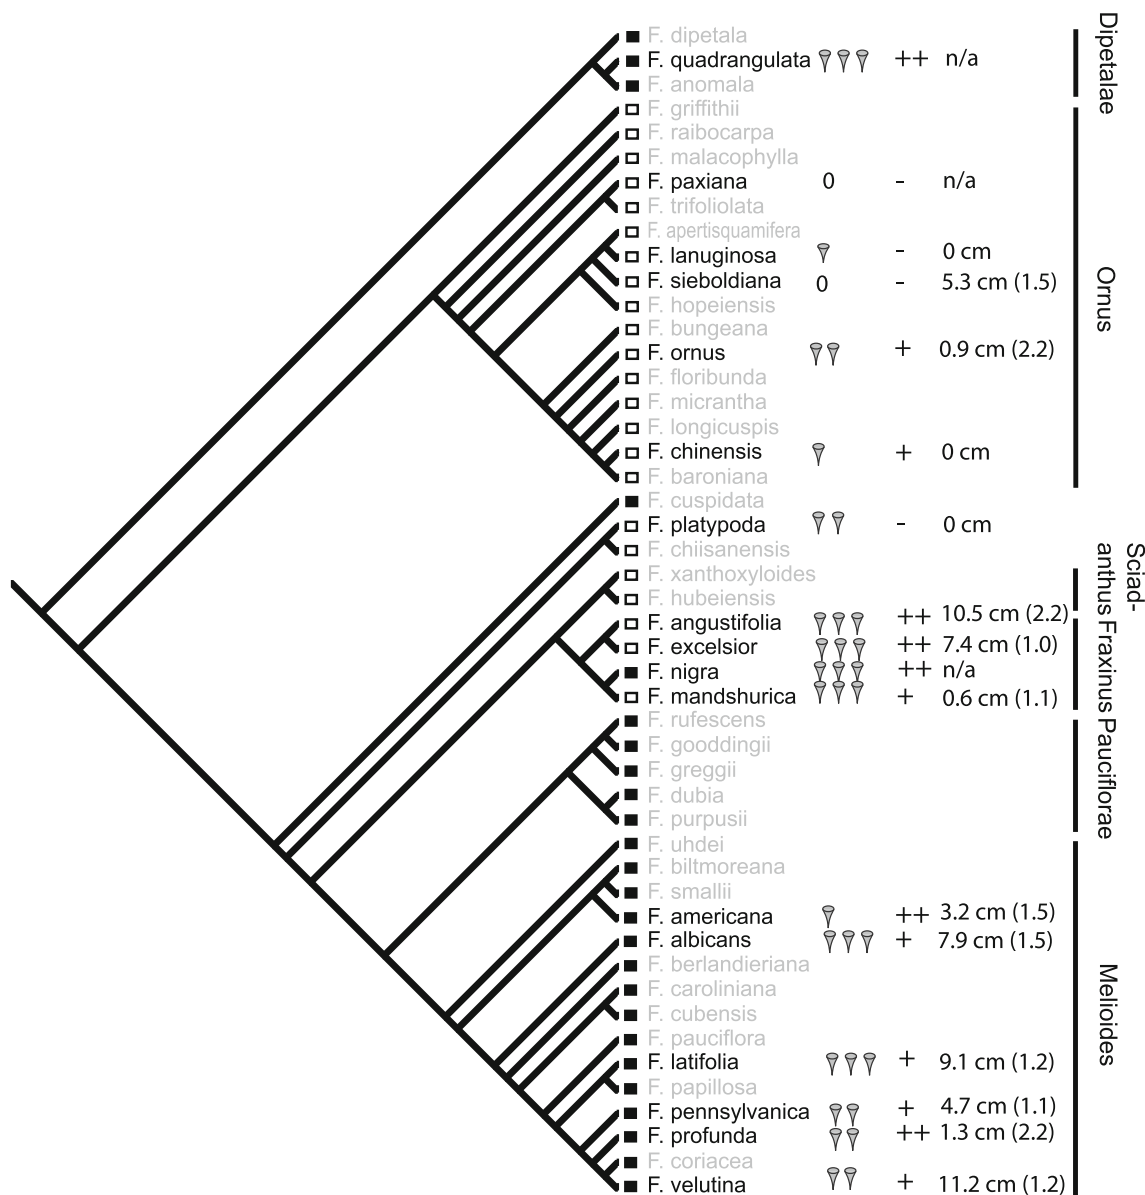 F. dipetala
F. quadrangulata ++ n/a
F. anomala
Dipetalae
F. griffithii
F. raibocarpa
F. malacophylla
F. paxiana 0 - n/a
F. trifoliolata
F. apertisquamifera
F. lanuginosa - 0 cm
F. sieboldiana 0 - 5.3 cm (1.5)
F. hopeiensis
F. bungeana
F. ornus + 0.9 cm (2.2)
F. floribunda
F. micrantha
F. longicuspis
F. chinensis + 0 cm
F. baroniana
Ornus
F. cuspidata
F. platypoda - 0 cm
F. chiisanensis
F. xanthoxyloides
F. hubeiensis
Sciad-
anthus
F. angustifolia ++ 10.5 cm (2.2)
F. excelsior ++ 7.4 cm (1.0)
F. nigra ++ n/a
F. mandshurica + 0.6 cm (1.1)
Fraxinus
F. rufescens
F. gooddingii
F. greggii
F. dubia
F. purpusii
Pauciflorae
F. uhdei
F. biltmoreana
F. smallii
F. americana ++ 3.2 cm (1.5)
F. albicans + 7.9 cm (1.5)
F. berlandieriana
F. caroliniana
F. cubensis
F. pauciflora
F. latifolia + 9.1 cm (1.2)
F. papillosa
F. pennsylvanica + 4.7 cm (1.1)
F. profunda ++ 1.3 cm (2.2)
F. coriacea
F. velutina + 11.2 cm (1.2)
Melioides